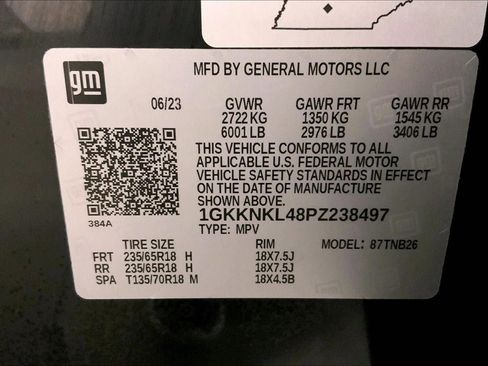 gm
MFD BY GENERAL MOTORS LLC
06/23 GVWR GAWR FRT GAWR RR
2722 KG 1350 KG 1545 KG
6001 LB 2976 LB 3406 LB
THIS VEHICLE CONFORMS TO ALL
APPLICABLE U.S. FEDERAL MOTOR
VEHICLE SAFETY STANDARDS IN EFFECT
ON THE DATE OF MANUFACTURE
SHOWN ABOVE.
384A
1GKKNKL48PZ238497
TYPE: MPV MODEL: 87TNB26
TIRE SIZE RIM
FRT 235/65R18 H 18X7.5J
RR 235/65R18 H 18X7.5J
SPA T135/70R18 M 18X4.5B